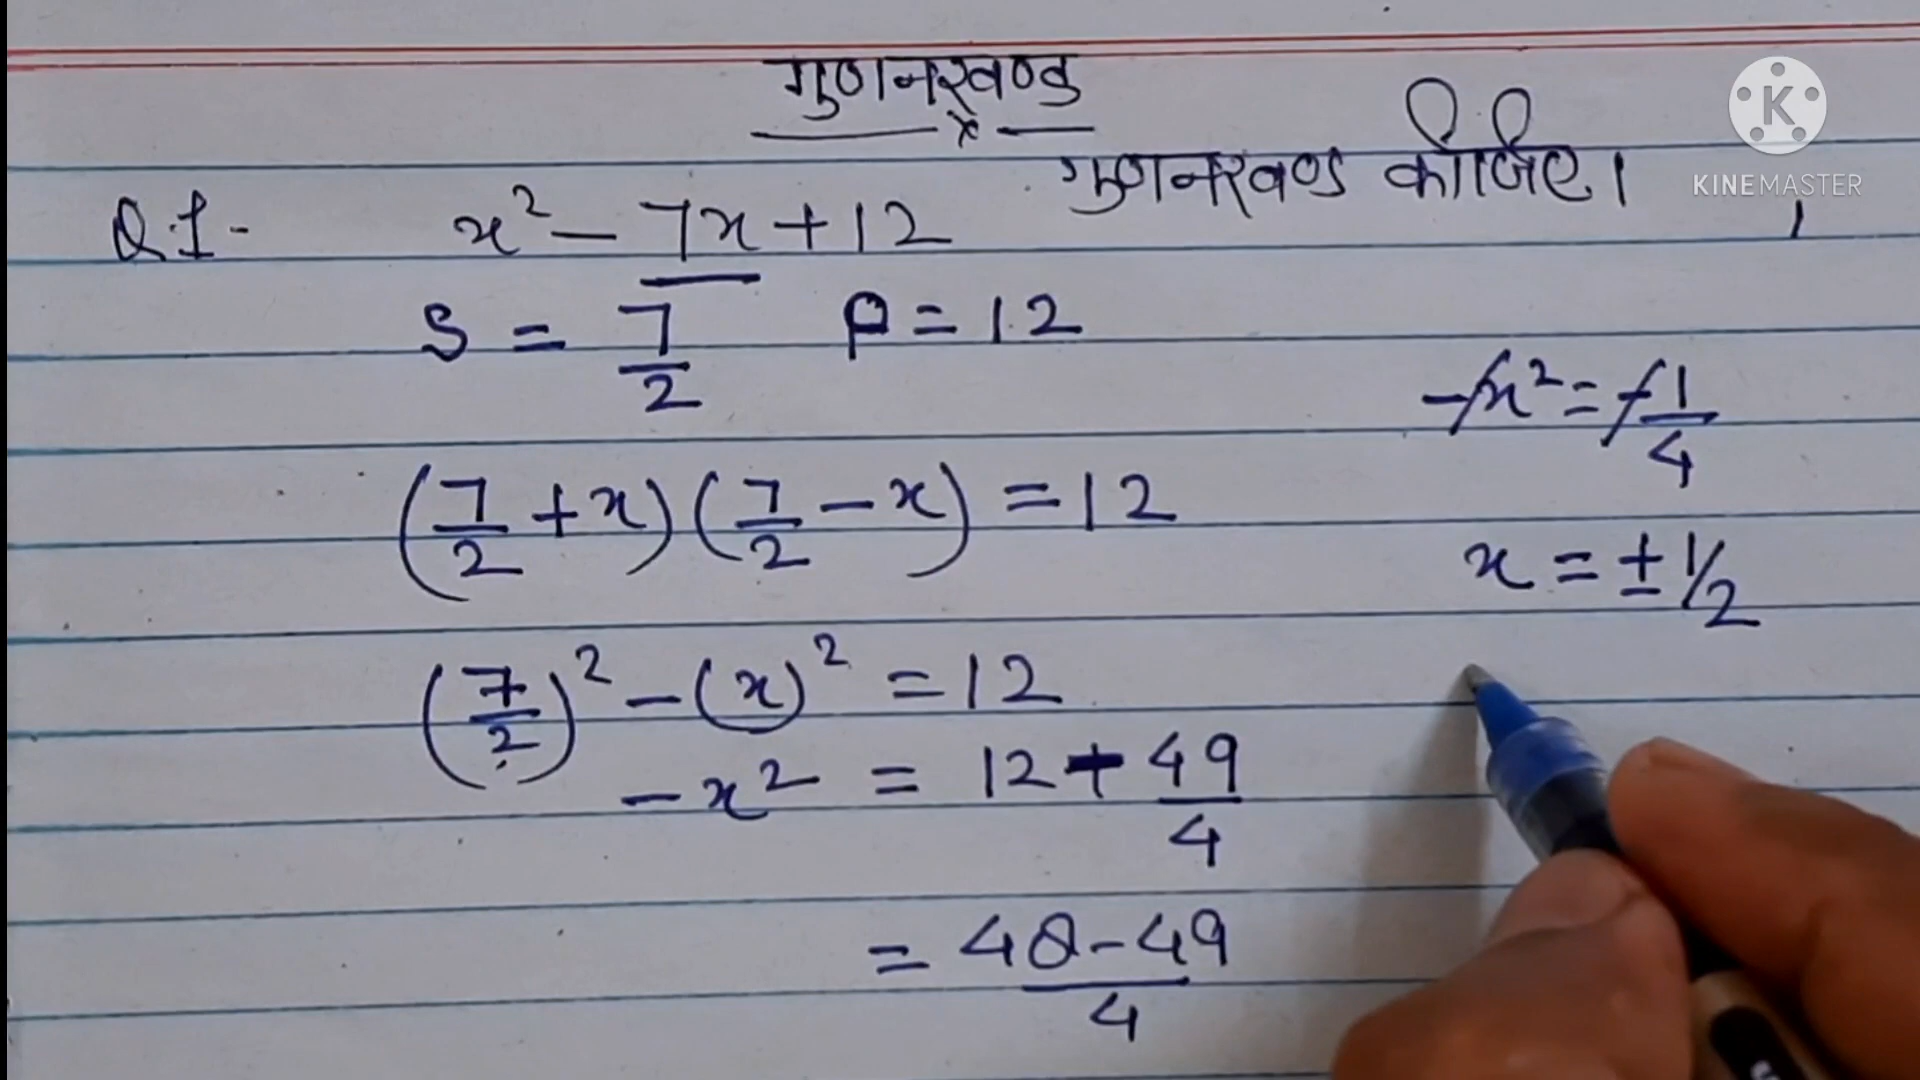 गुणनखण्ड
x
Q.1- x² - 7x + 12 गुणनखण्ड कीजिए।
KINEMASTER
S = 7/2 P = 12
(7/2 + x)(7/2 - x) = 12
(7/2)² - (x)² = 12
-x² = 12 - 49/4
= 48 - 49/4
-x² = -1/4
x = ± 1/2